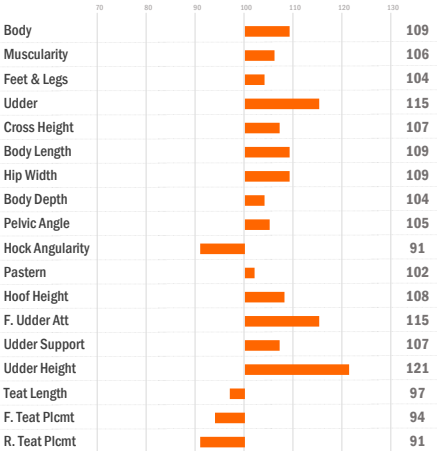 70 80 90 100 110 120 130
Body 109
Muscularity 106
Feet & Legs 104
Udder 115
Cross Height 107
Body Length 109
Hip Width 109
Body Depth 104
Pelvic Angle 105
Hock Angularity 91
Pastern 102
Hoof Height 108
F. Udder Att 115
Udder Support 107
Udder Height 121
Teat Length 97
F. Teat Plcmt 94
R. Teat Plcmt 91